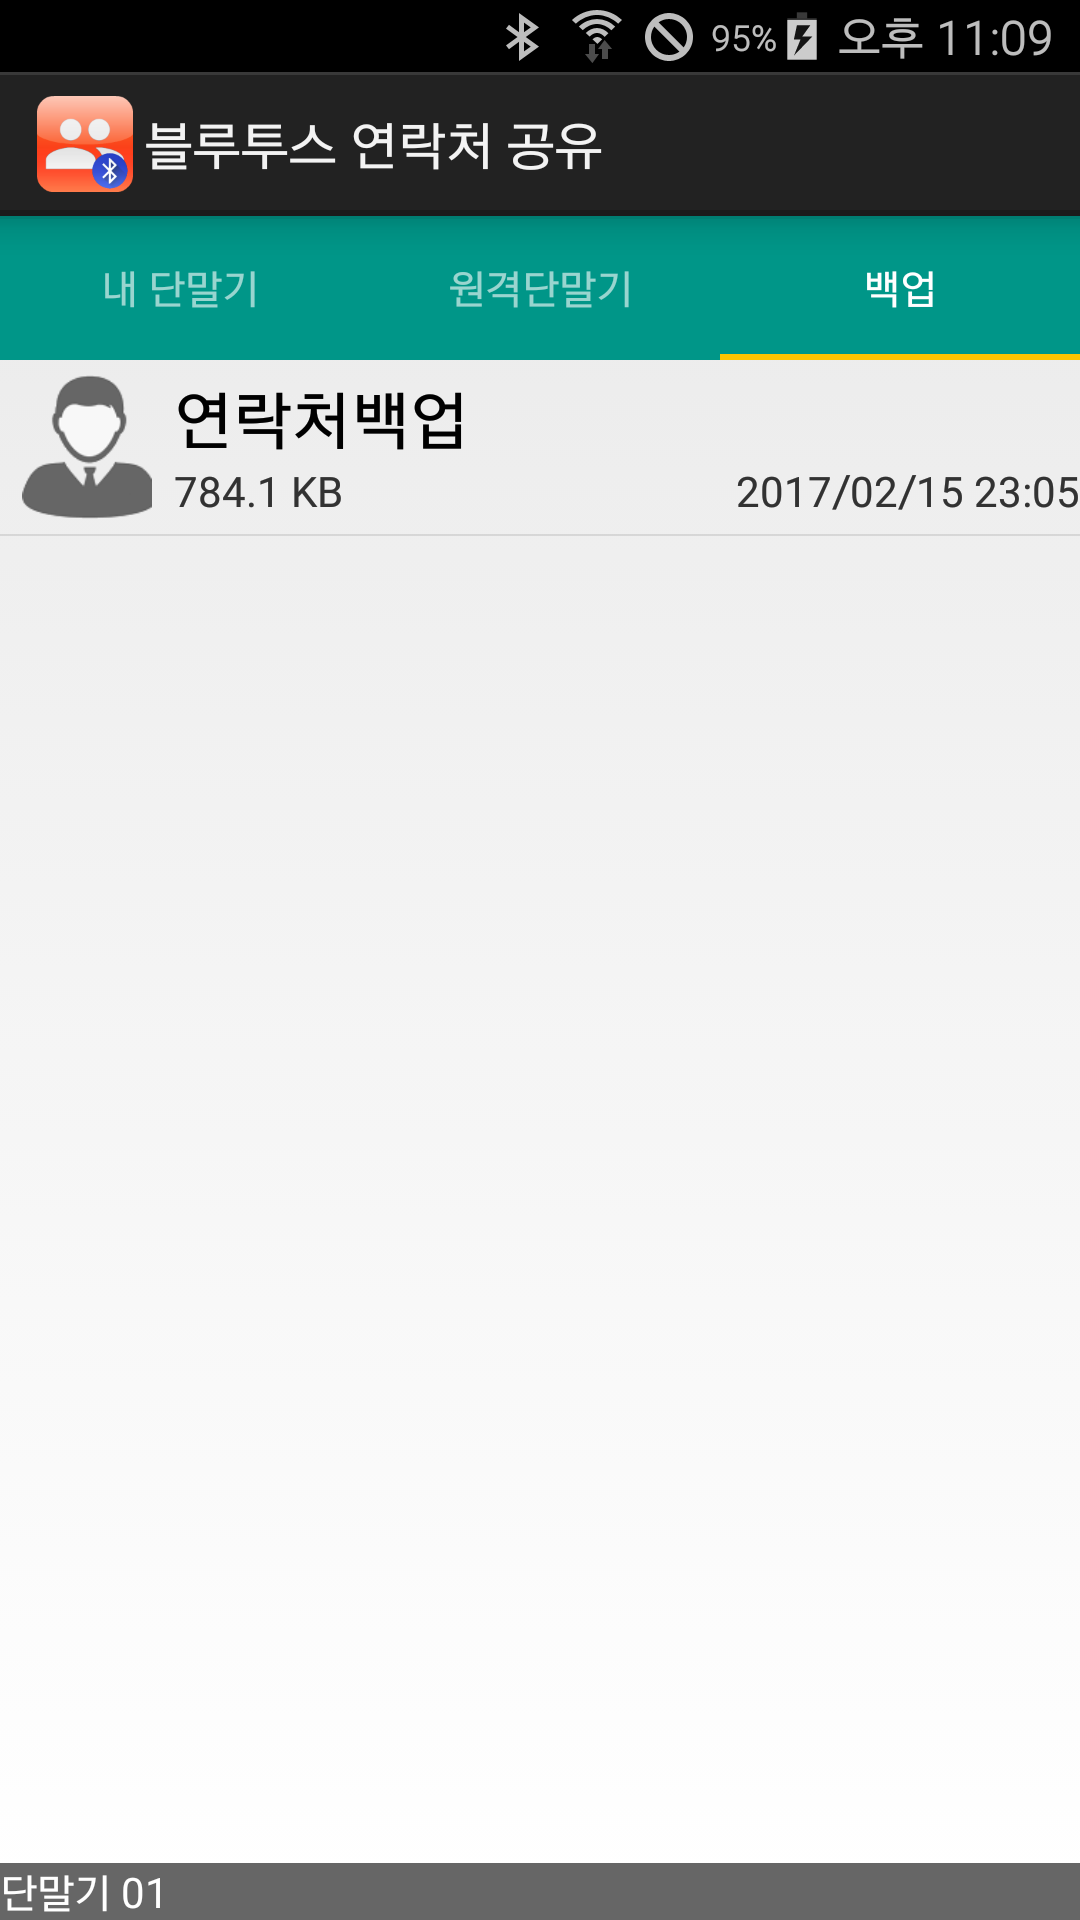 95% 오후 11:09
블루투스 연락처 공유
내 단말기 원격단말기 백업
연락처백업
784.1 KB 2017/02/15 23:05
단말기 01